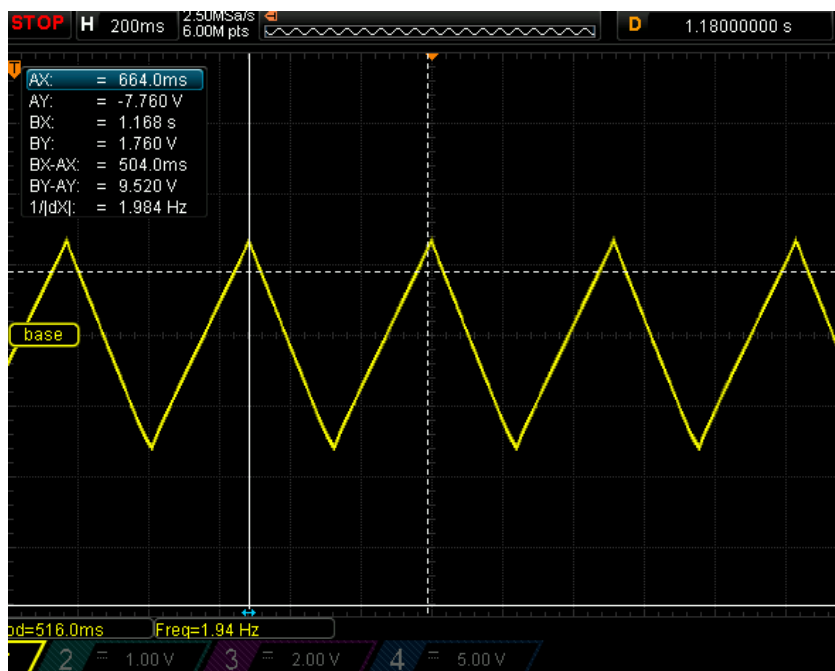 STOP H 200ms 2.50MSa/s D 1.18000000 s
6.00M pts
T
AX: = 664.0ms
AY: = -7.760 V
BX: = 1.168 s
BY: = 1.760 V
BX-AX: = 504.0ms
BY-AY: = 9.520 V
1/|dX|: = 1.984 Hz
base
od=516.0ms Freq=1.94 Hz
2 = 1.00 V 3 = 2.00 V 4 = 5.00 V